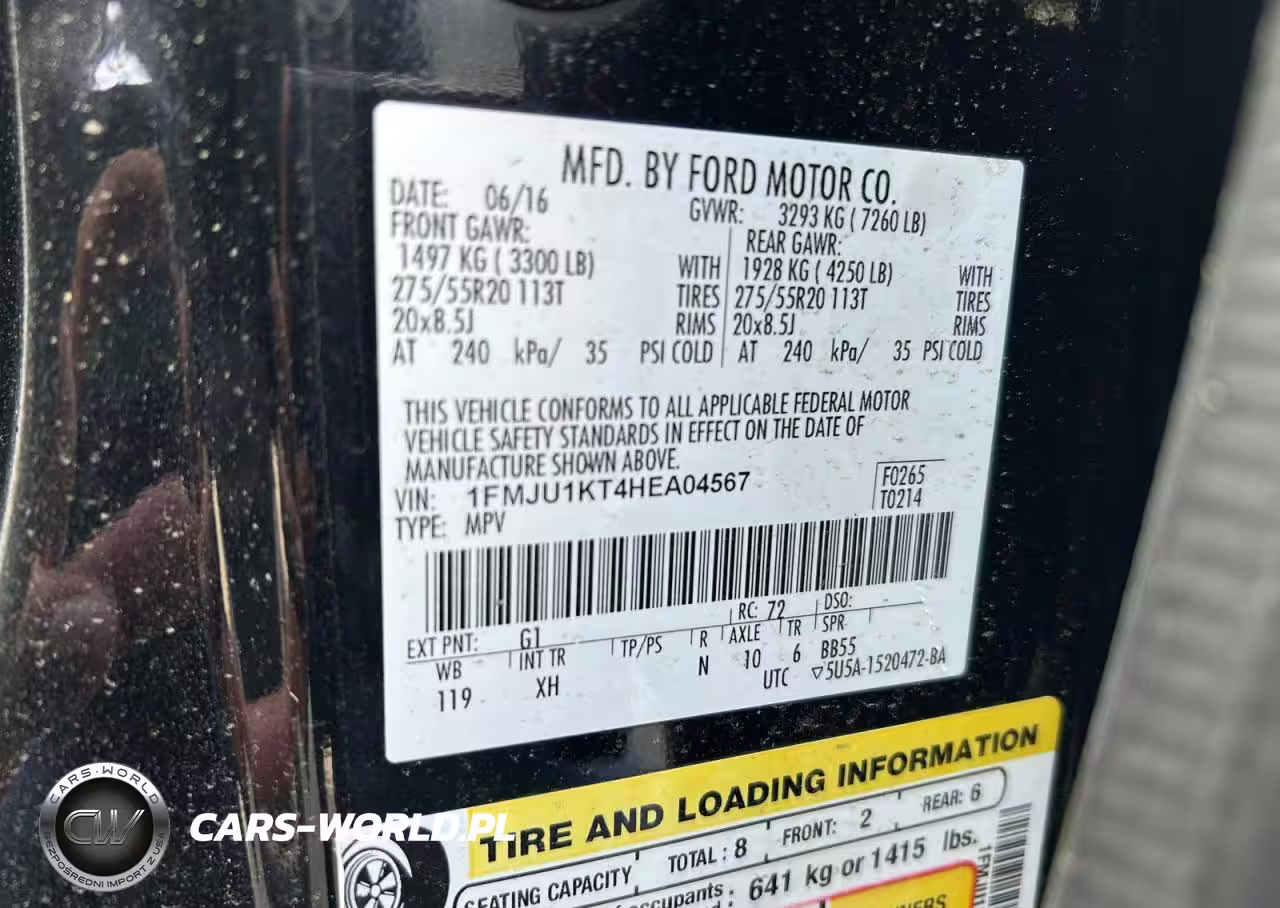 MFD. BY FORD MOTOR CO.
DATE: 06/16 GVWR: 3293 KG ( 7260 LB)
FRONT GAWR: REAR GAWR:
1497 KG ( 3300 LB) WITH 1928 KG ( 4250 LB) WITH
275/55R20 113T TIRES 275/55R20 113T TIRES
20x8.5J RIMS 20x8.5J RIMS
AT 240 kPa/ 35 PSI COLD AT 240 kPa/ 35 PSI COLD
THIS VEHICLE CONFORMS TO ALL APPLICABLE FEDERAL MOTOR
VEHICLE SAFETY STANDARDS IN EFFECT ON THE DATE OF
MANUFACTURE SHOWN ABOVE.
VIN: 1FMJU1KT4HEA04567 F0265
TYPE: MPV T0214
EXT PNT: G1 RC: 72 DSO:
WB INT TR TP/PS R AXLE TR SPR
119 XH N 10 6 BB55
UTC ▽5U5A-1520472-BA
TIRE AND LOADING INFORMATION
SEATING CAPACITY TOTAL : 8 FRONT: 2 REAR: 6
641 kg or 1415 lbs.
CARS-WORLD
CW
BEZPOŚREDNI IMPORT Z USA
CARS-WORLD.PL